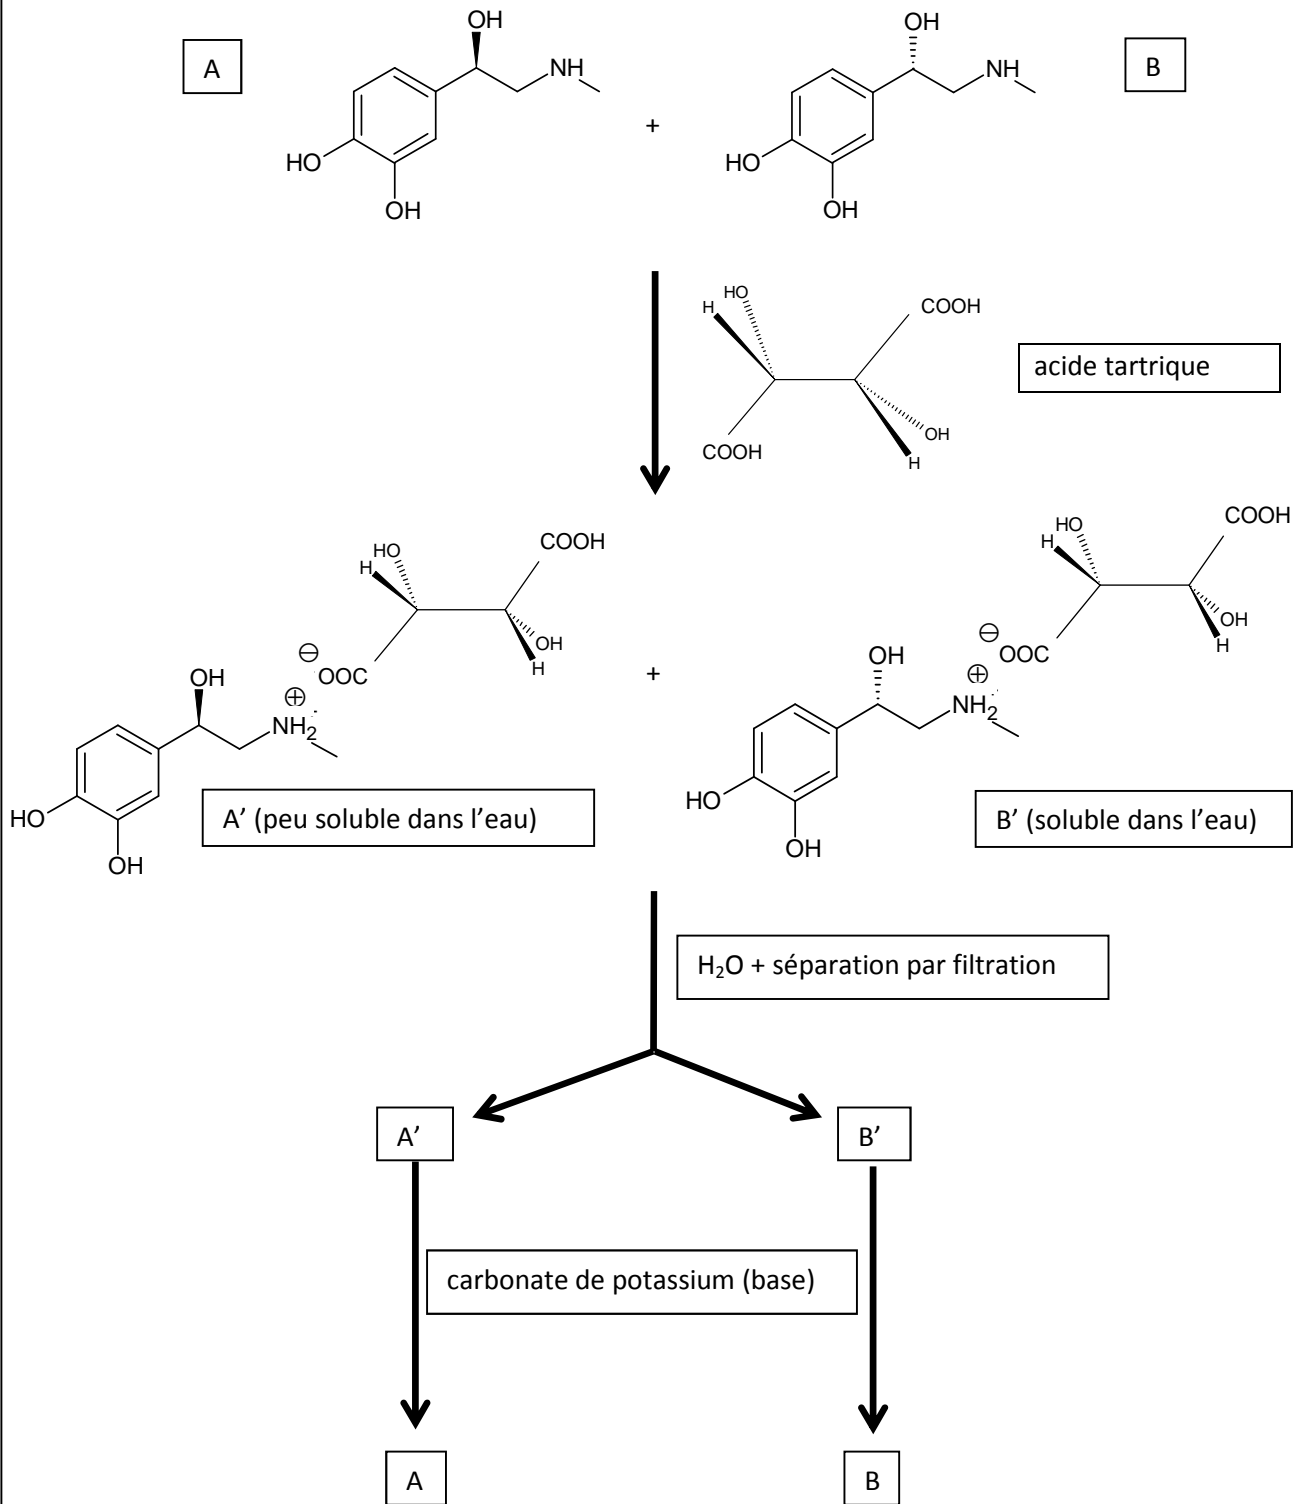 OH
A
NH
HO
OH
+
OH
NH
HO
OH
B
HO
H
COOH
COOH
OH
H
acide tartrique
HO
H
COOH
OH
H
⊖
OOC
⊕
OH
NH2
HO
OH
A’ (peu soluble dans l’eau)
+
HO
H
COOH
OH
H
⊖
OOC
⊕
OH
NH2
HO
OH
B’ (soluble dans l’eau)
H2O + séparation par filtration
A’
B’
carbonate de potassium (base)
A
B